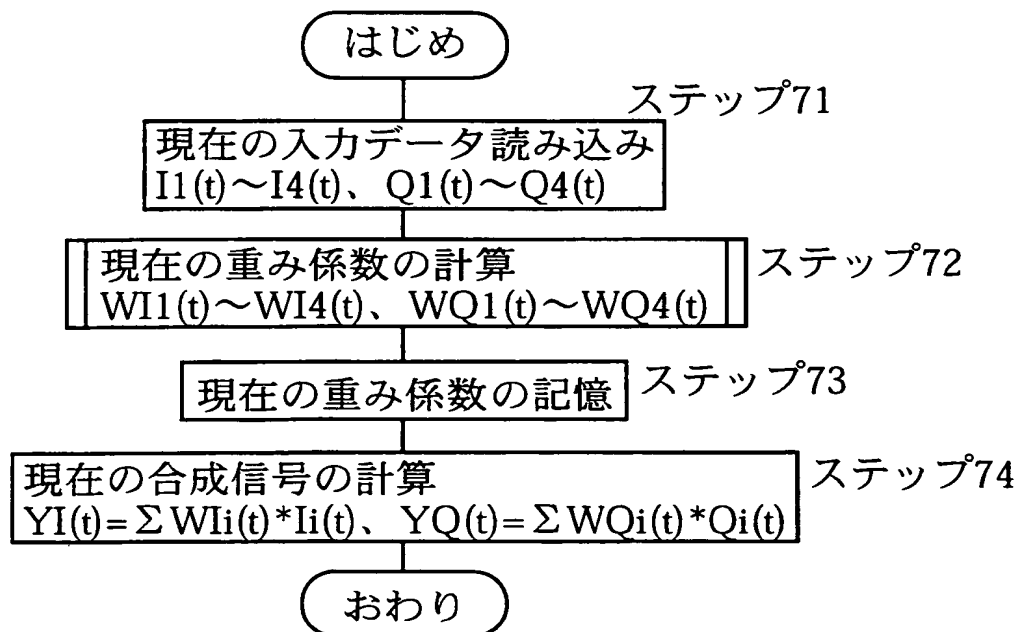 はじめ
ステップ71
現在の入力データ読み込み
I1(t)～I4(t)、Q1(t)～Q4(t)
現在の重み係数の計算
WI1(t)～WI4(t)、WQ1(t)～WQ4(t)
ステップ72
現在の重み係数の記憶
ステップ73
現在の合成信号の計算
YI(t)=ΣWIi(t)*Ii(t)、YQ(t)=ΣWQi(t)*Qi(t)
ステップ74
おわり